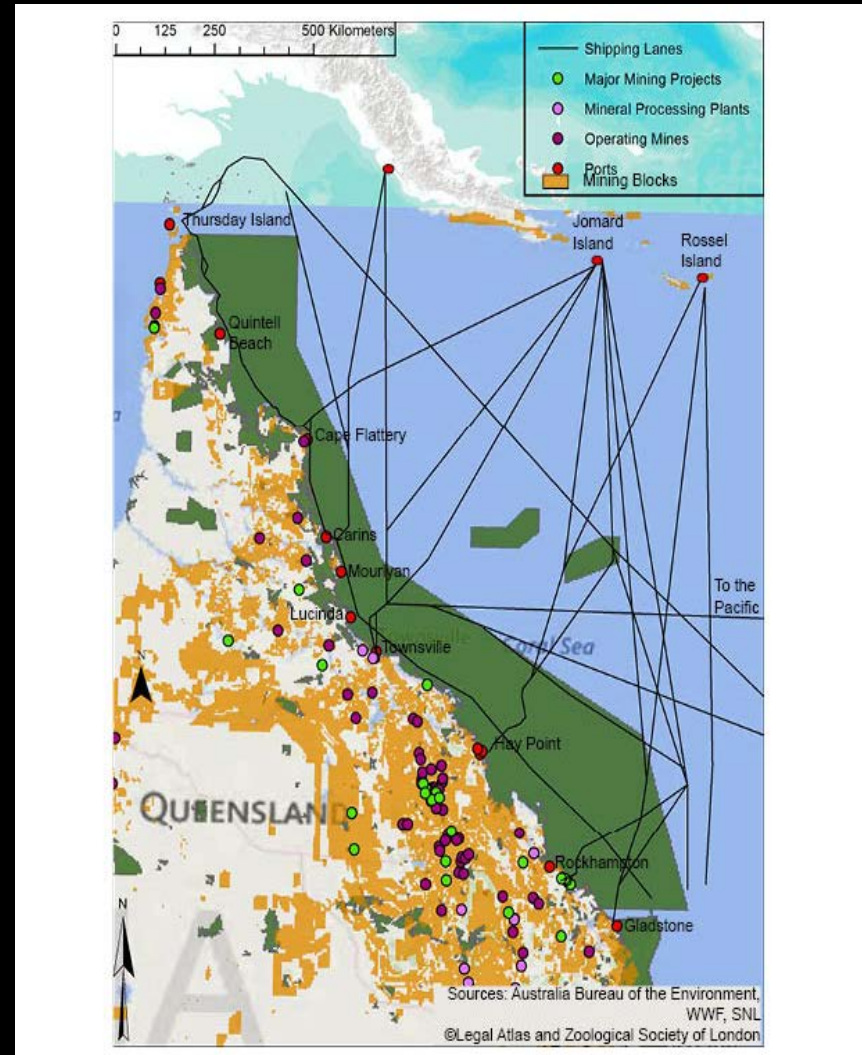 0 125 250 500 Kilometers
Shipping Lanes
Major Mining Projects
Mineral Processing Plants
Operating Mines
Ports
Mining Blocks
Thursday Island
Jomard
Island
Rossel
Island
Quintell
Beach
a
Cape Flattery
Carins
Mourlyan
Lucinda
Townsville
To the
Pacific
Coral Sea
N
Hay Point
QUEENSLAND
Rockhampton
N
A
Gladstone
Sources: Australia Bureau of the Environment,
WWF, SNL
©Legal Atlas and Zoological Society of London